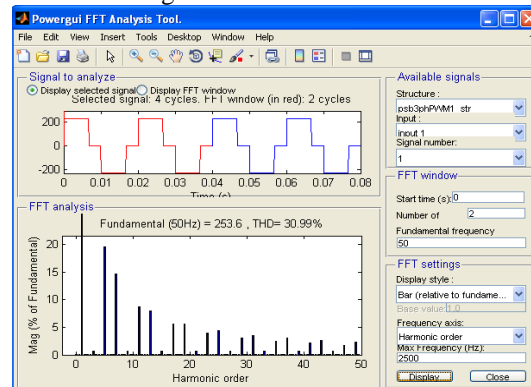 Powergui FFT Analysis Tool.
File Edit View Insert Tools Desktop Window Help
Signal to analyze
Display selected signal Display FFT window
Selected signal: 4 cycles. FFT window (in red): 2 cycles
200
0
-200
0 0.01 0.02 0.03 0.04 0.05 0.06 0.07 0.08
Time (s)
FFT analysis
Fundamental (50Hz) = 253.6 , THD= 30.99%
Mag (% of Fundamental)
20
15
10
5
0
0 10 20 30 40 50
Harmonic order
Available signals
Structure :
psb3phPWM1_str
Input :
input 1
Signal number:
1
FFT window
Start time (s): 0
Number of 2
Fundamental frequency
50
FFT settings
Display style :
Bar (relative to fundame...
Base value: 1.0
Frequency axis:
Harmonic order
Max Frequency (Hz):
2500
Display Close